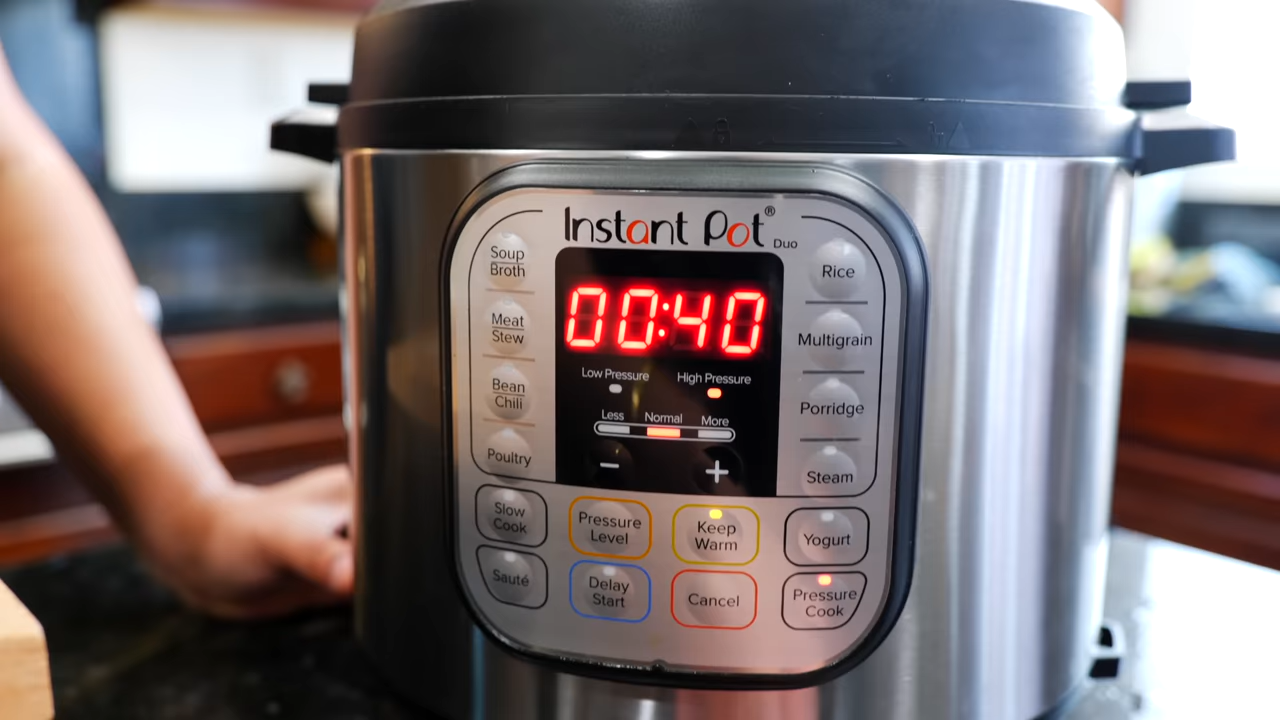 Instant Pot®
Duo
Soup
Broth
Meat
Stew
Bean
Chili
Poultry
00:40
Low Pressure High Pressure
Less Normal More
− +
Rice
Multigrain
Porridge
Steam
Slow
Cook
Pressure
Level
Keep
Warm
Yogurt
Sauté
Delay
Start
Cancel
Pressure
Cook